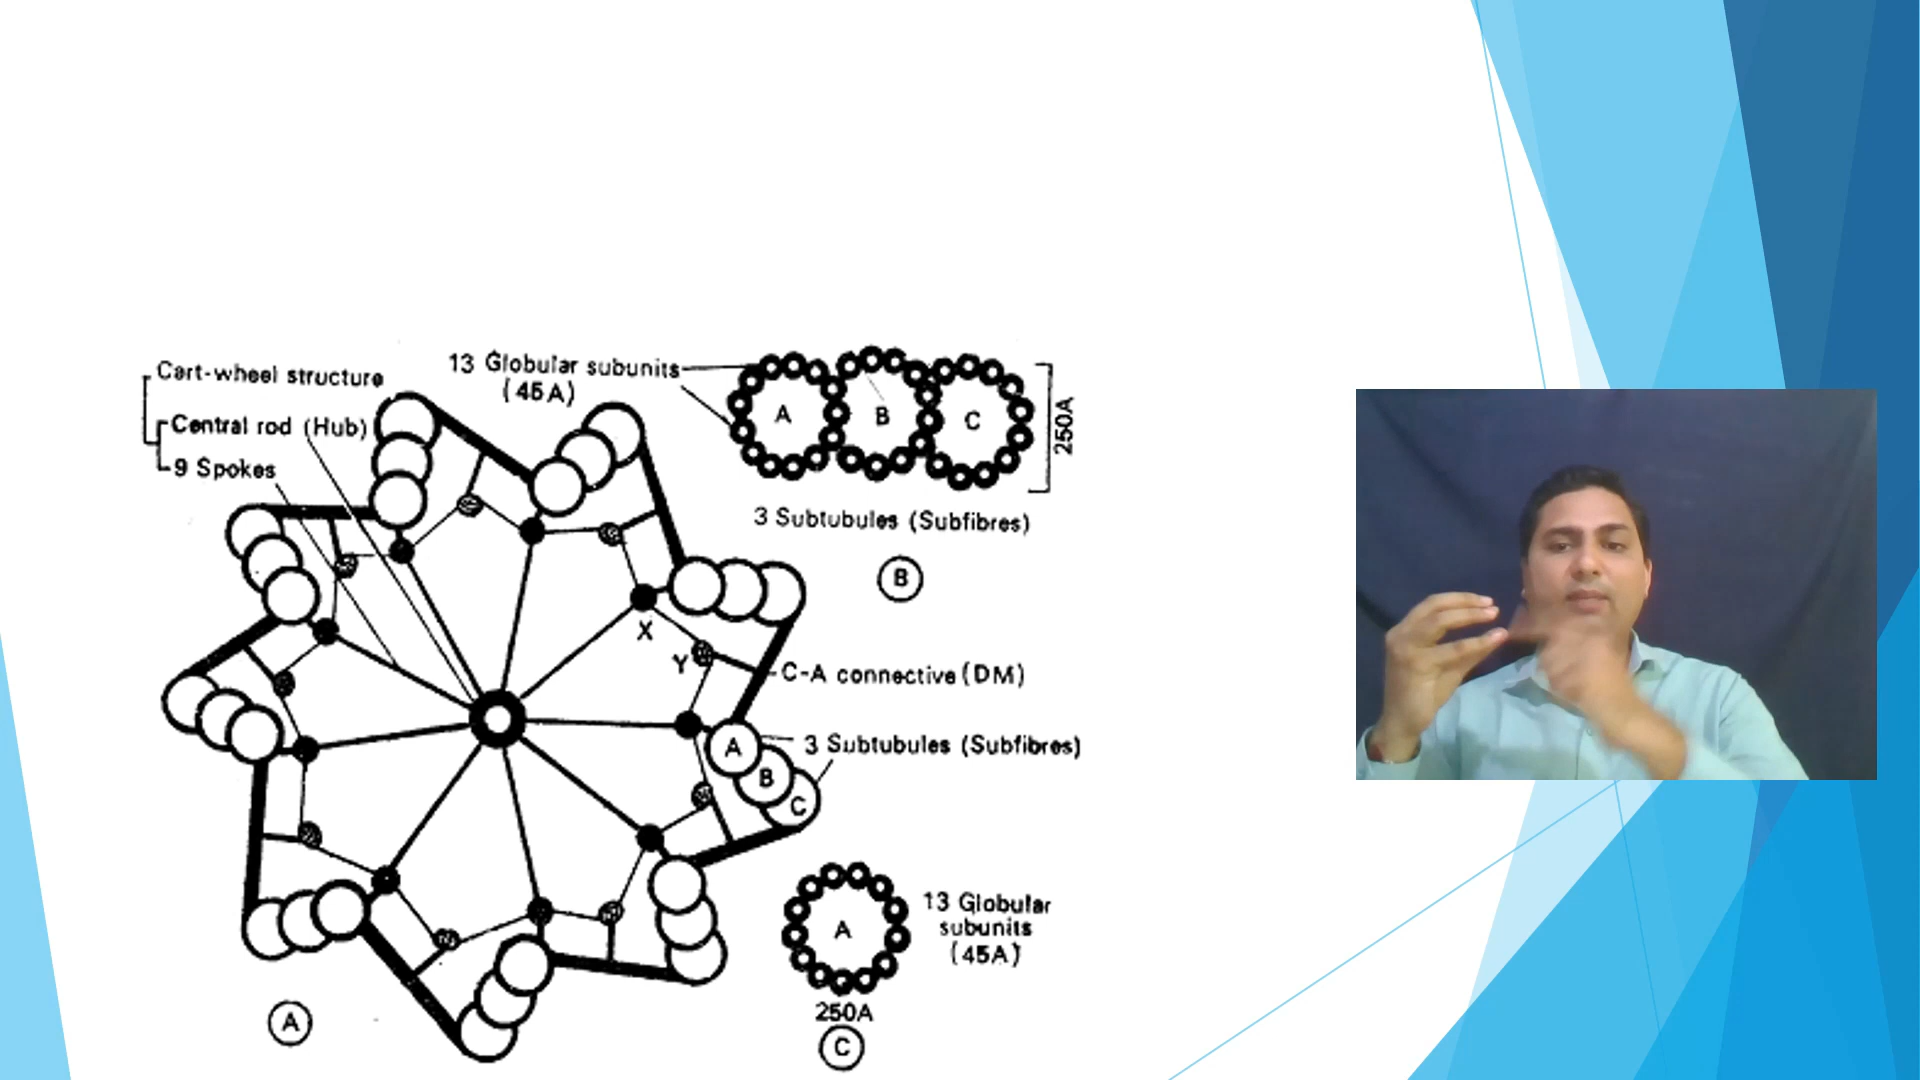 Cart-wheel structure
Central rod (Hub)
9 Spokes
13 Globular subunits
(45A)
A
B
C
250A
3 Subtubules (Subfibres)
B
X
Y
C-A connective (DM)
A
B
C
3 Subtubules (Subfibres)
A
13 Globular
subunits
(45A)
250A
C
A